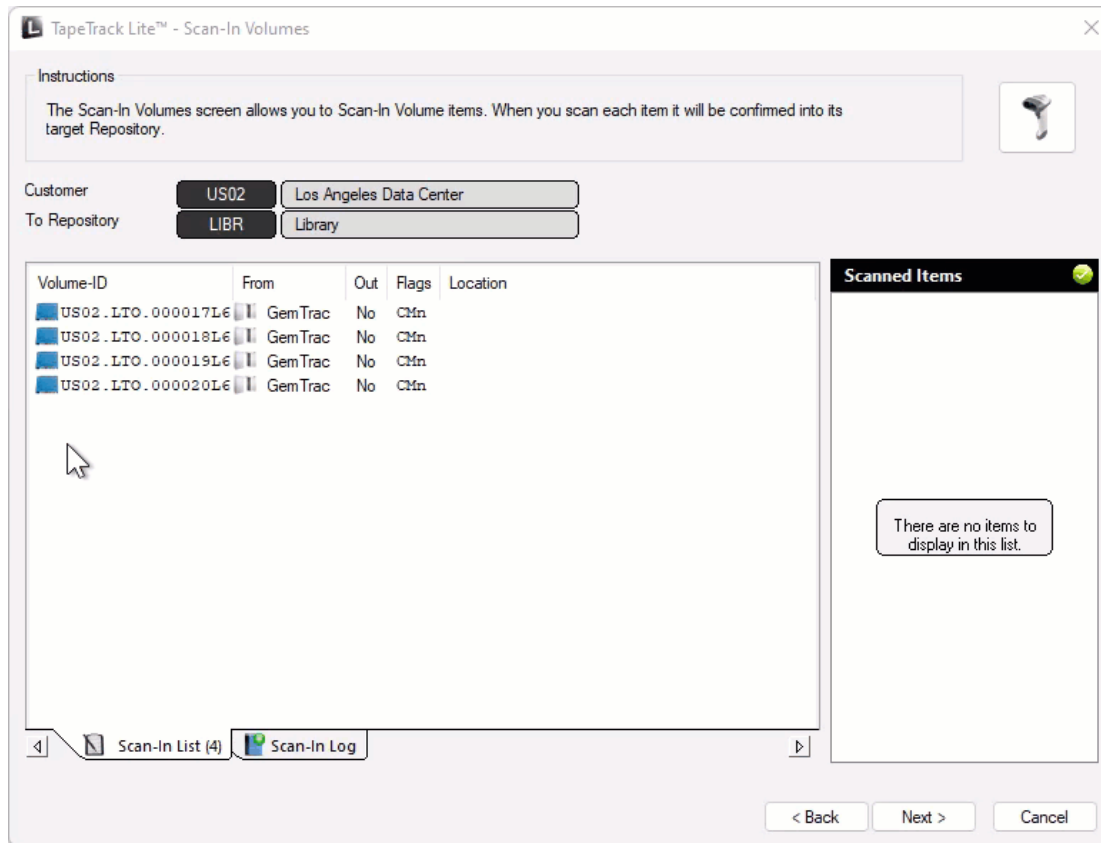 TapeTrack Lite™ - Scan-In Volumes
Instructions
The Scan-In Volumes screen allows you to Scan-In Volume items. When you scan each item it will be confirmed into its
target Repository.
Customer US02 Los Angeles Data Center
To Repository LIBR Library
Volume-ID From Out Flags Location
US02.LTO.000017L6 GemTrac No CMn
US02.LTO.000018L6 GemTrac No CMn
US02.LTO.000019L6 GemTrac No CMn
US02.LTO.000020L6 GemTrac No CMn
Scanned Items
There are no items to
display in this list.
Scan-In List (4) Scan-In Log
< Back Next > Cancel